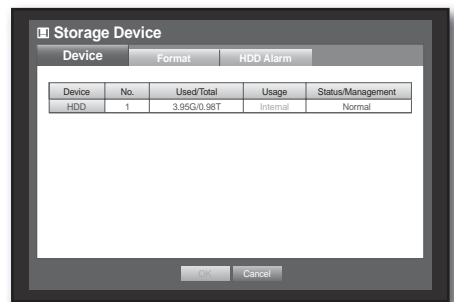 Storage Device
Device Format HDD Alarm
Device No. Used/Total Usage Status/Management
HDD 1 3.95G/0.98T Internal Normal
OK Cancel